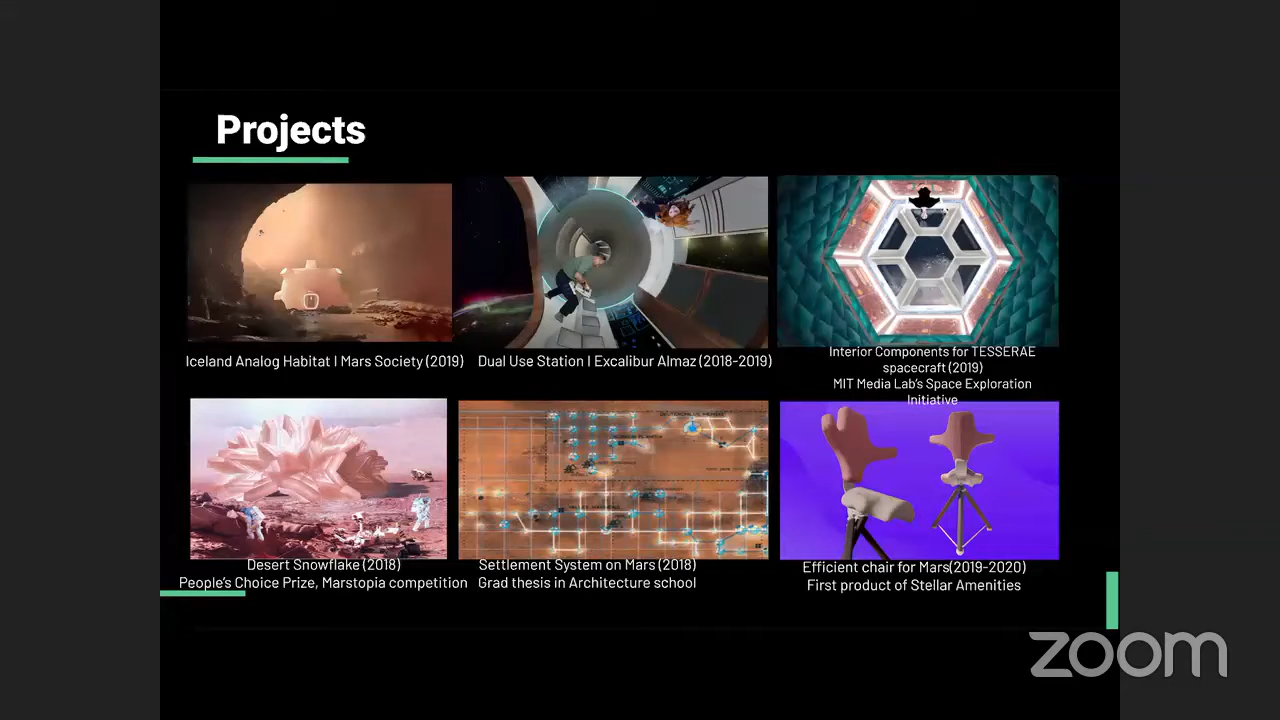 Projects
Iceland Analog Habitat I Mars Society (2019)
Dual Use Station I Excalibur Almaz (2018-2019)
Interior Components for TESSERAE
spacecraft (2019)
MIT Media Lab's Space Exploration
Initiative
Desert Snowflake (2018)
People's Choice Prize, Marstopia competition
Settlement System on Mars (2018)
Grad thesis in Architecture school
Efficient chair for Mars(2019-2020)
First product of Stellar Amenities
zoom